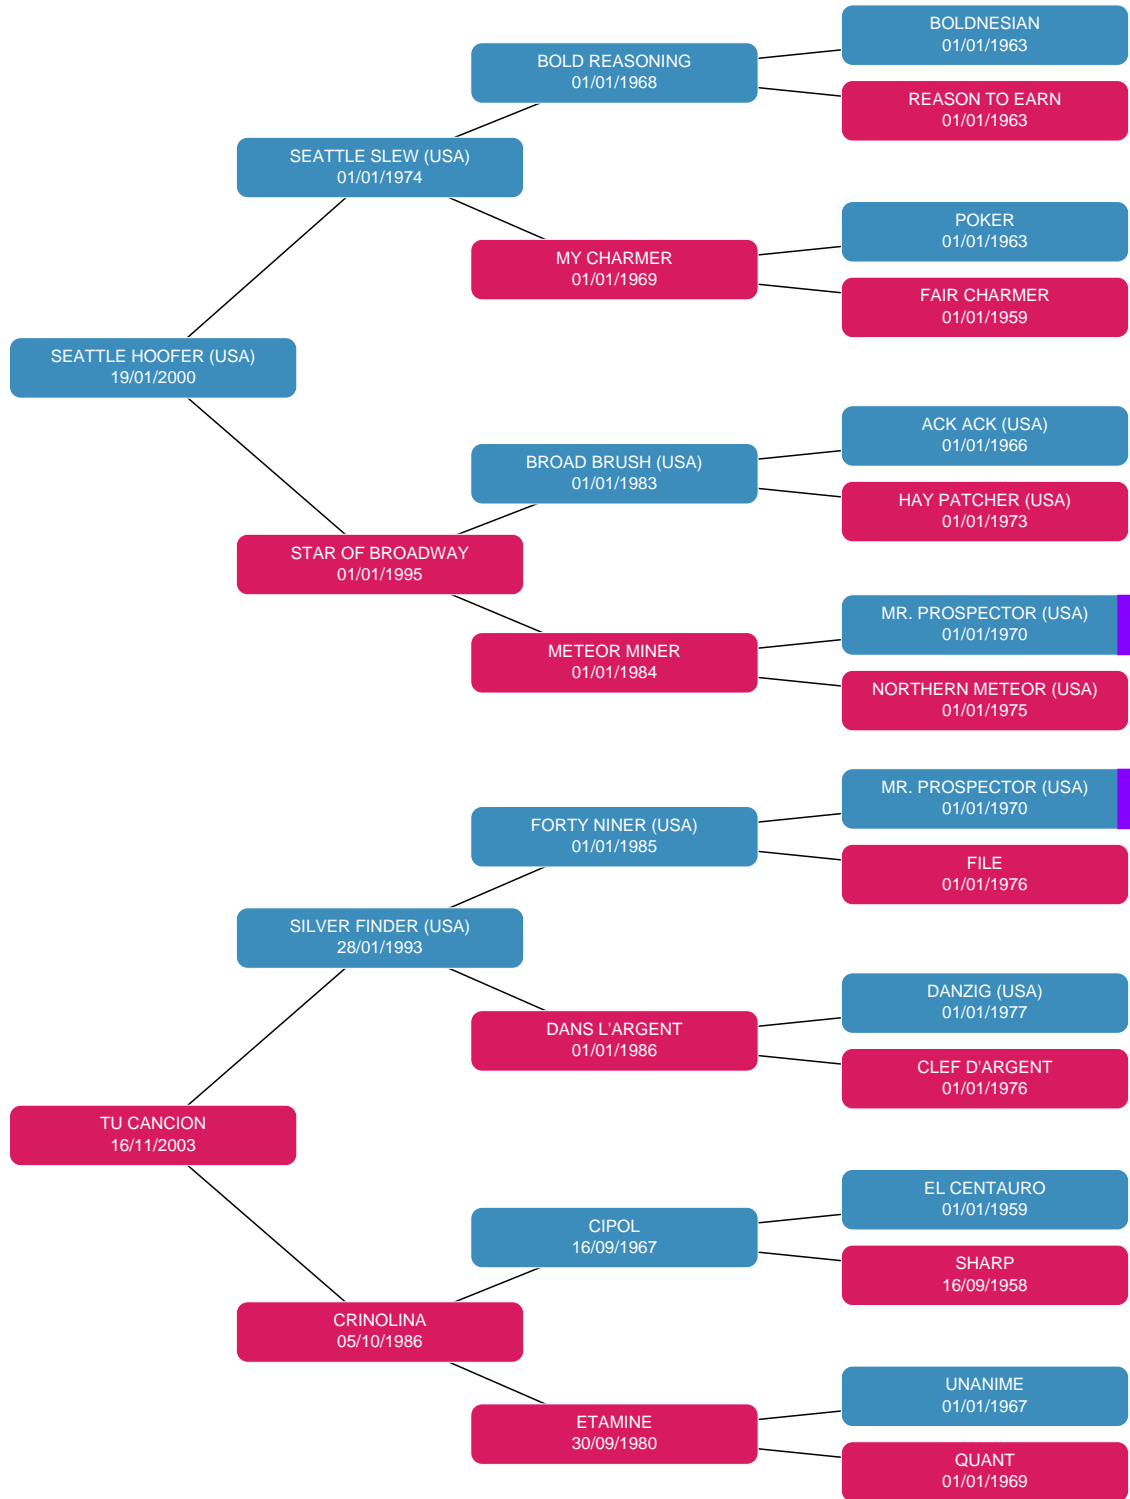 BOLDNESIAN
01/01/1963
BOLD REASONING
01/01/1968
REASON TO EARN
01/01/1963
SEATTLE SLEW (USA)
01/01/1974
POKER
01/01/1963
MY CHARMER
01/01/1969
FAIR CHARMER
01/01/1959
SEATTLE HOOFER (USA)
19/01/2000
ACK ACK (USA)
01/01/1966
BROAD BRUSH (USA)
01/01/1983
HAY PATCHER (USA)
01/01/1973
STAR OF BROADWAY
01/01/1995
MR. PROSPECTOR (USA)
01/01/1970
METEOR MINER
01/01/1984
NORTHERN METEOR (USA)
01/01/1975
MR. PROSPECTOR (USA)
01/01/1970
FORTY NINER (USA)
01/01/1985
FILE
01/01/1976
SILVER FINDER (USA)
28/01/1993
DANZIG (USA)
01/01/1977
DANS L'ARGENT
01/01/1986
CLEF D'ARGENT
01/01/1976
TU CANCION
16/11/2003
EL CENTAURO
01/01/1959
CIPOL
16/09/1967
SHARP
16/09/1958
CRINOLINA
05/10/1986
UNANIME
01/01/1967
ETAMINE
30/09/1980
QUANT
01/01/1969